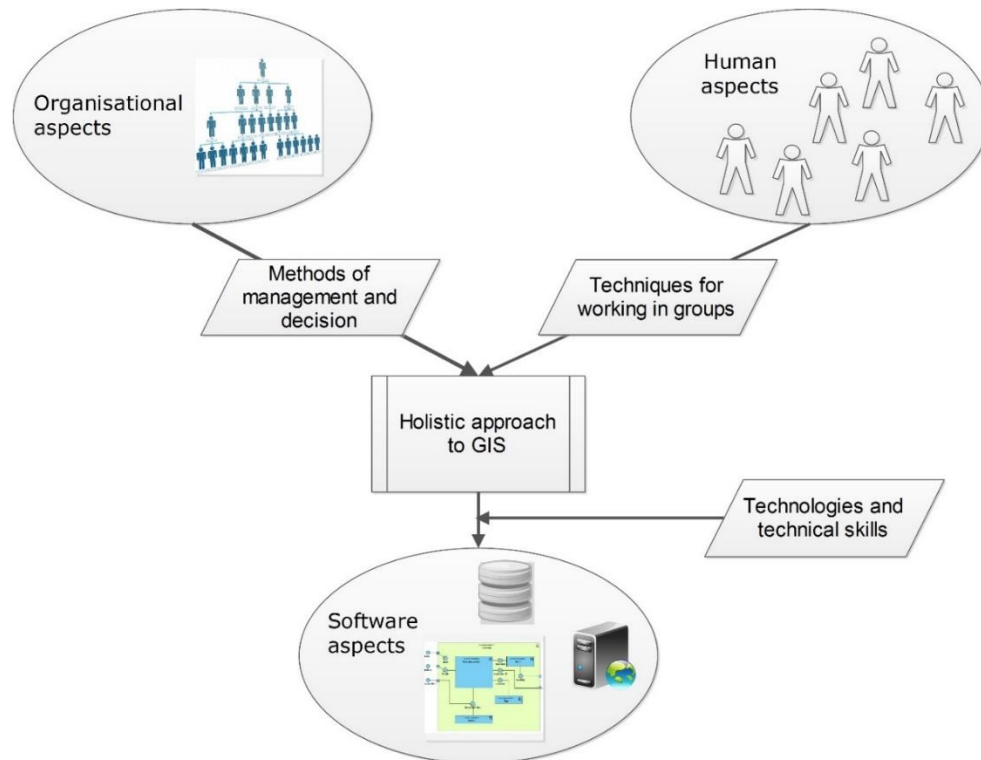 Organisational
aspects
Human
aspects
Methods of
management and
decision
Techniques for
working in groups
Holistic approach
to GIS
Technologies and
technical skills
Software
aspects